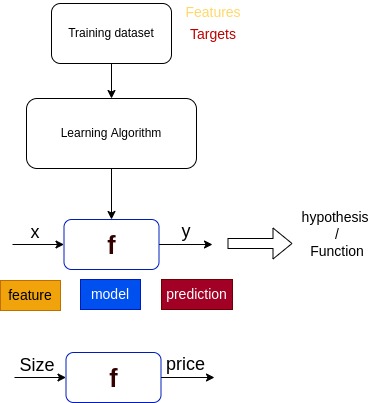 Training dataset
Features
Targets
Learning Algorithm
x
f
y
hypothesis
/
Function
feature
model
prediction
Size
f
price